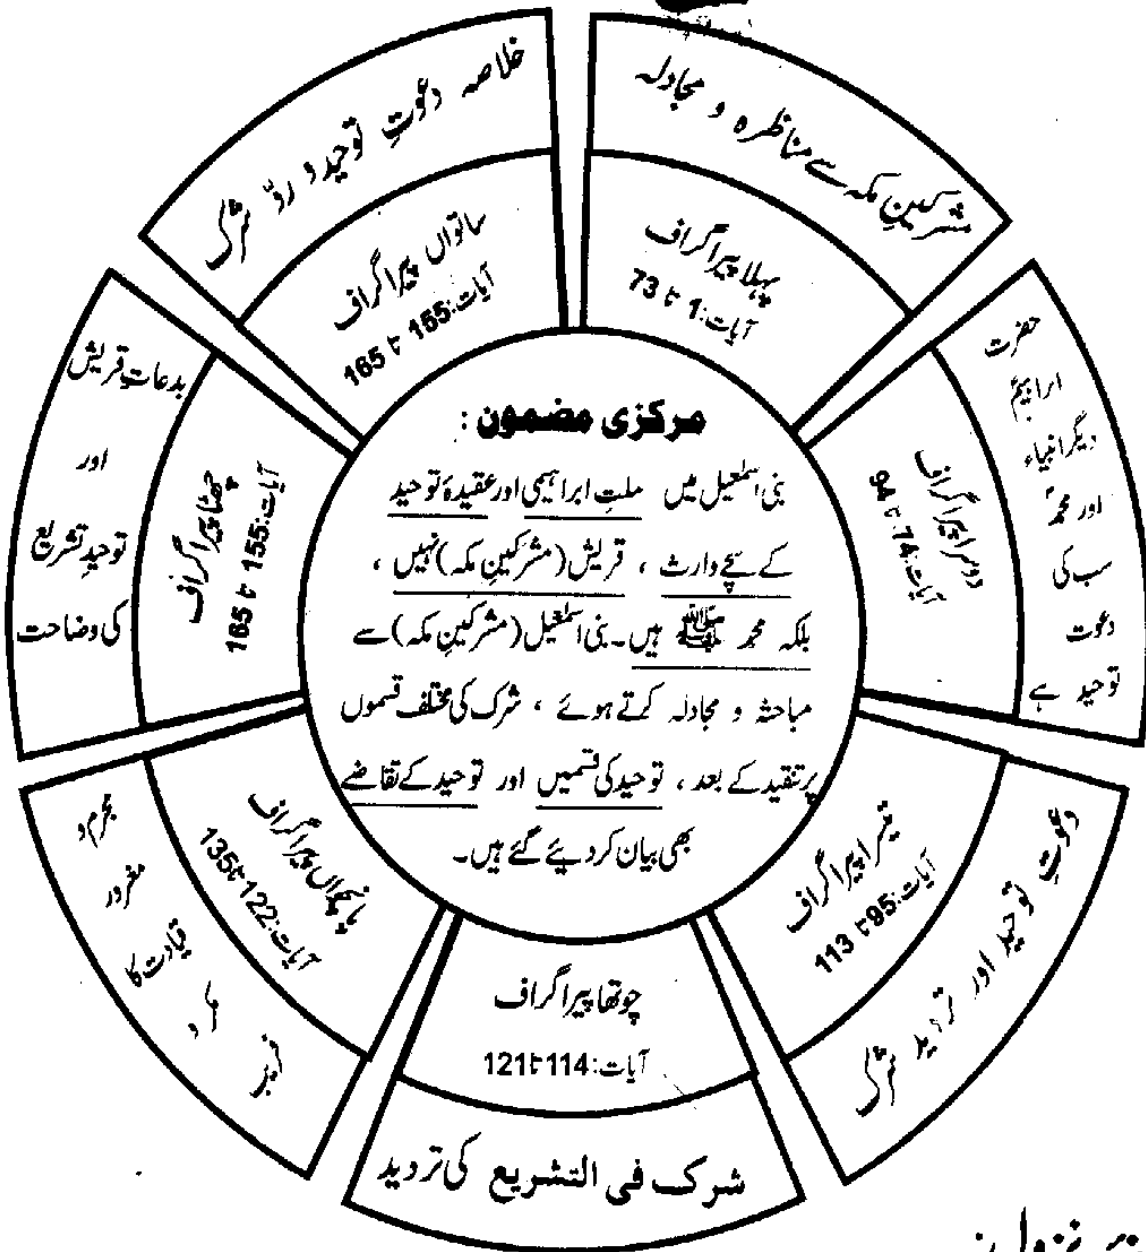 مشرکینِ مکہ سے مناظرہ و مجادلہ
پہلا پیراگراف
آیات:1 تا 73
حضرت
ابراہیمؑ
دیگر انبیاء
اور محمدؐ
سب کی
دعوت
توحید ہے
دوسرا پیراگراف
آیات:74 تا 94
دعوتِ توحید اور تردید شرک
تیسرا پیراگراف
آیات:95 تا 113
چوتھا پیراگراف
آیات:114 تا 121
شرک فی التشریع کی تردید
پانچواں پیراگراف
آیات:122 تا 135
مجرم و
مغرور
قیادت کا
چھٹا پیراگراف
آیات:155 تا 165
بدعاتِ قریش
اور
توحیدِ تشریع
کی وضاحت
خلاصہ دعوتِ توحید و ردِّ شرک
ساتواں پیراگراف
آیات:155 تا 165
مرکزی مضمون :
بنی اسمٰعیل میں ملتِ ابراہیمی اور عقیدۂ توحید
کے سچے وارث ، قریش (مشرکینِ مکہ) نہیں ،
بلکہ محمد ﷺ ہیں۔ بنی اسمٰعیل (مشرکینِ مکہ) سے
مباحثہ و مجادلہ کرتے ہوئے ، شرک کی مختلف قسموں
پر تنقید کے بعد ، توحید کی قسمیں اور توحید کے تقاضے
بھی بیان کر دیئے گئے ہیں۔